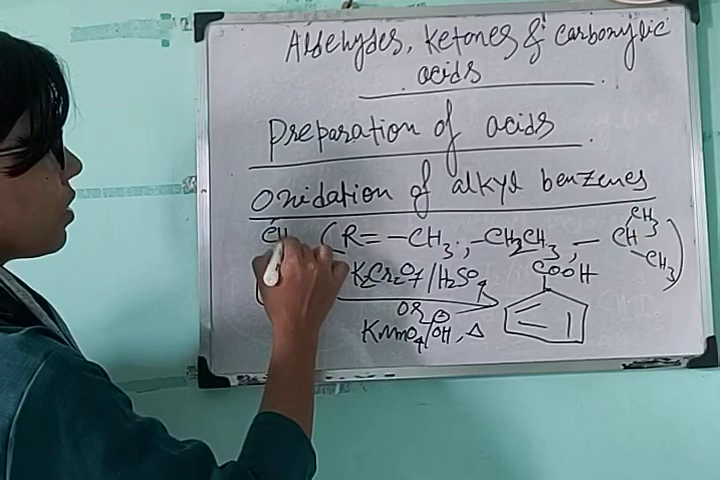 Aldehydes, Ketones & carboxylic
acids
Preparation of acids
Oxidation of alkyl benzenes
CH (R= -CH3, -CH2CH3, -CH
CH3
-CH3)
K2Cr2O7/H2SO4
COOH
OR
KMnO4/OH, Δ